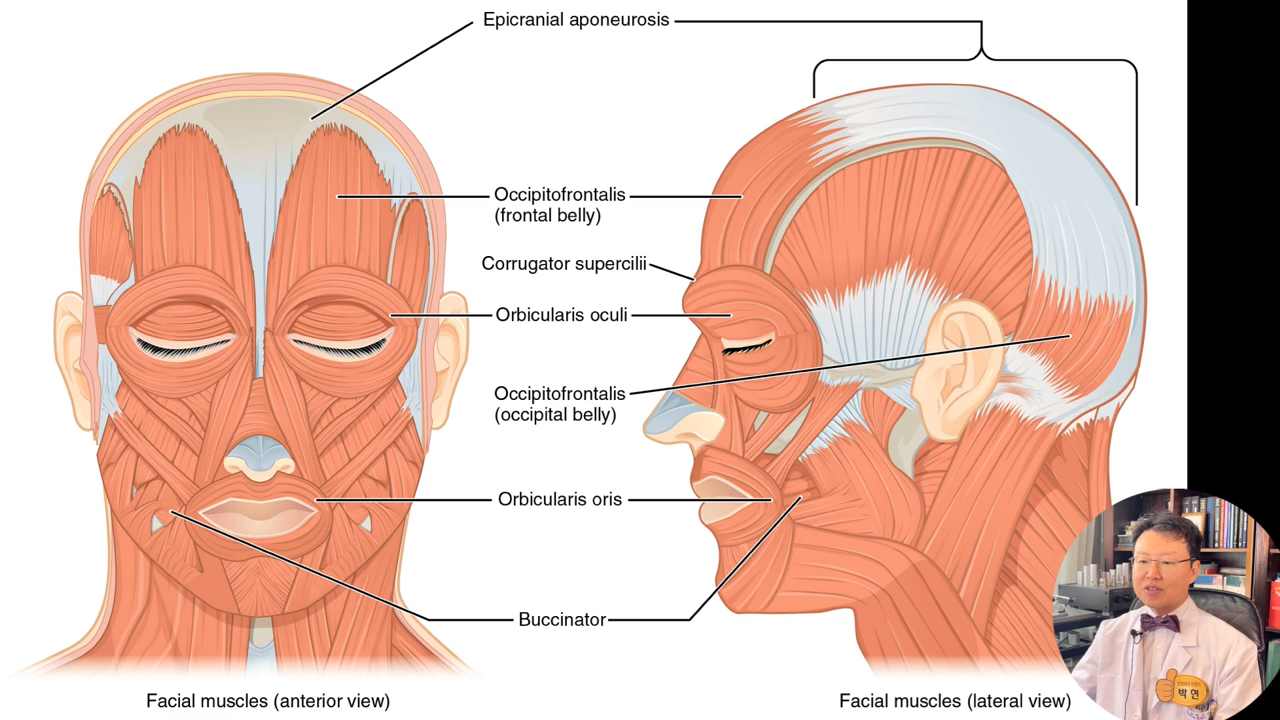 Epicranial aponeurosis
Occipitofrontalis
(frontal belly)
Corrugator supercilii
Orbicularis oculi
Occipitofrontalis
(occipital belly)
Orbicularis oris
Buccinator
Facial muscles (anterior view)
Facial muscles (lateral view)
박 현